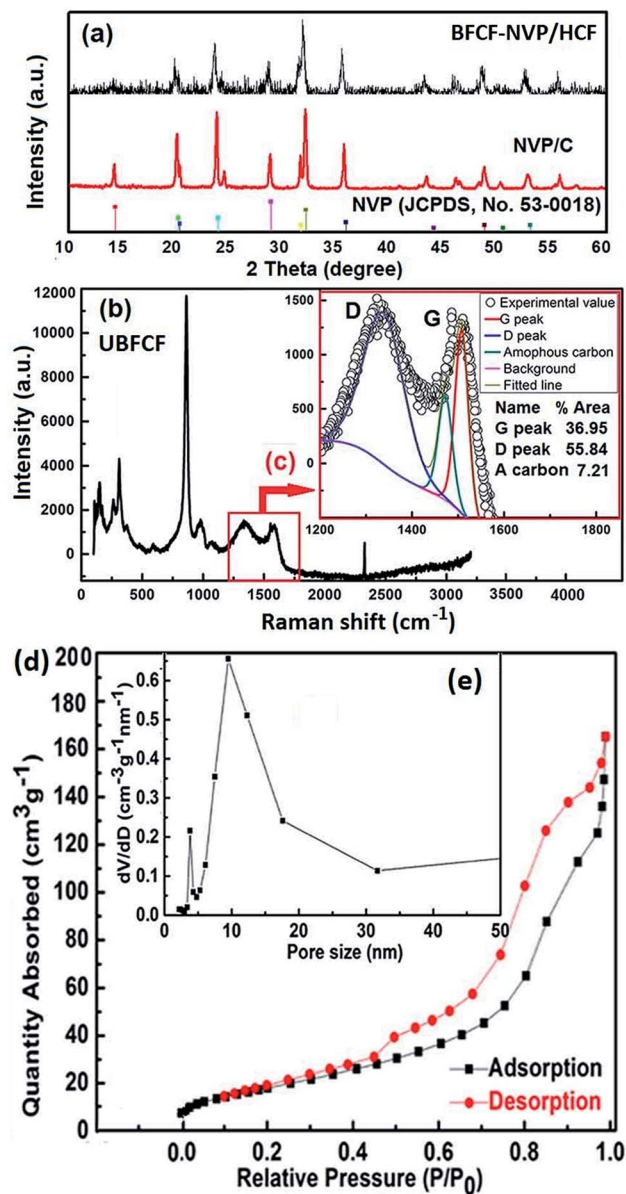 (a)
BFCF-NVP/HCF
NVP/C
NVP (JCPDS, No. 53-0018)
Intensity (a.u.)
10 15 20 25 30 35 40 45 50 55 60
2 Theta (degree)
(b)
UBFCF
Intensity (a.u.)
12000
10000
8000
6000
4000
2000
0
0 500 1000 1500 2000 2500 3000 3500 4000
Raman shift (cm-1)
(c)
D
G
1500
1250
1000
500
250
0
1200 1400 1600 1800
Experimental value
G peak
D peak
Amophous carbon
Background
Fitted line
Name % Area
G peak 36.95
D peak 55.84
A carbon 7.21
(d)
Quantity Absorbed (cm3g-1)
200
180
160
140
120
100
80
60
40
20
0
0.0 0.2 0.4 0.6 0.8 1.0
Relative Pressure (P/P0)
Adsorption
Desorption
(e)
dV/dD (cm-3g-1nm-1)
0.6
0.5
0.4
0.3
0.2
0.1
0.0
0 10 20 30 40 50
Pore size (nm)